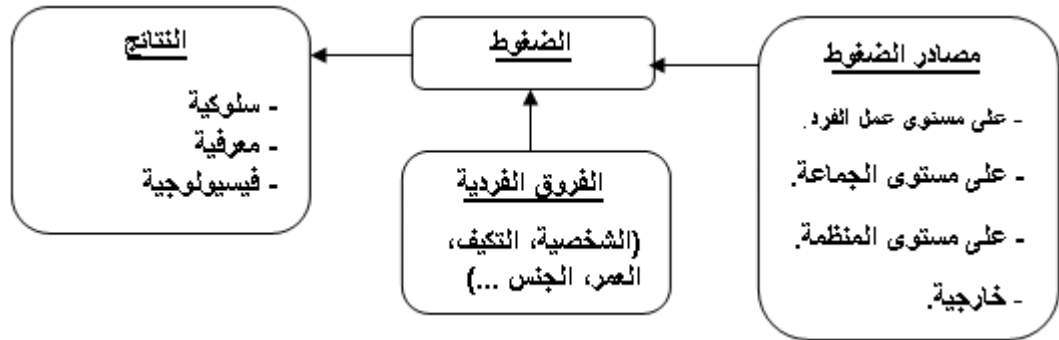 مصادر الضغوط
- على مستوى عمل الفرد.
- على مستوى الجماعة.
- على مستوى المنظمة.
- خارجية.
الضغوط
الفروق الفردية
(الشخصية، التكيف،
العمر، الجنس ...)
النتائج
- سلوكية
- معرفية
- فيسيولوجية